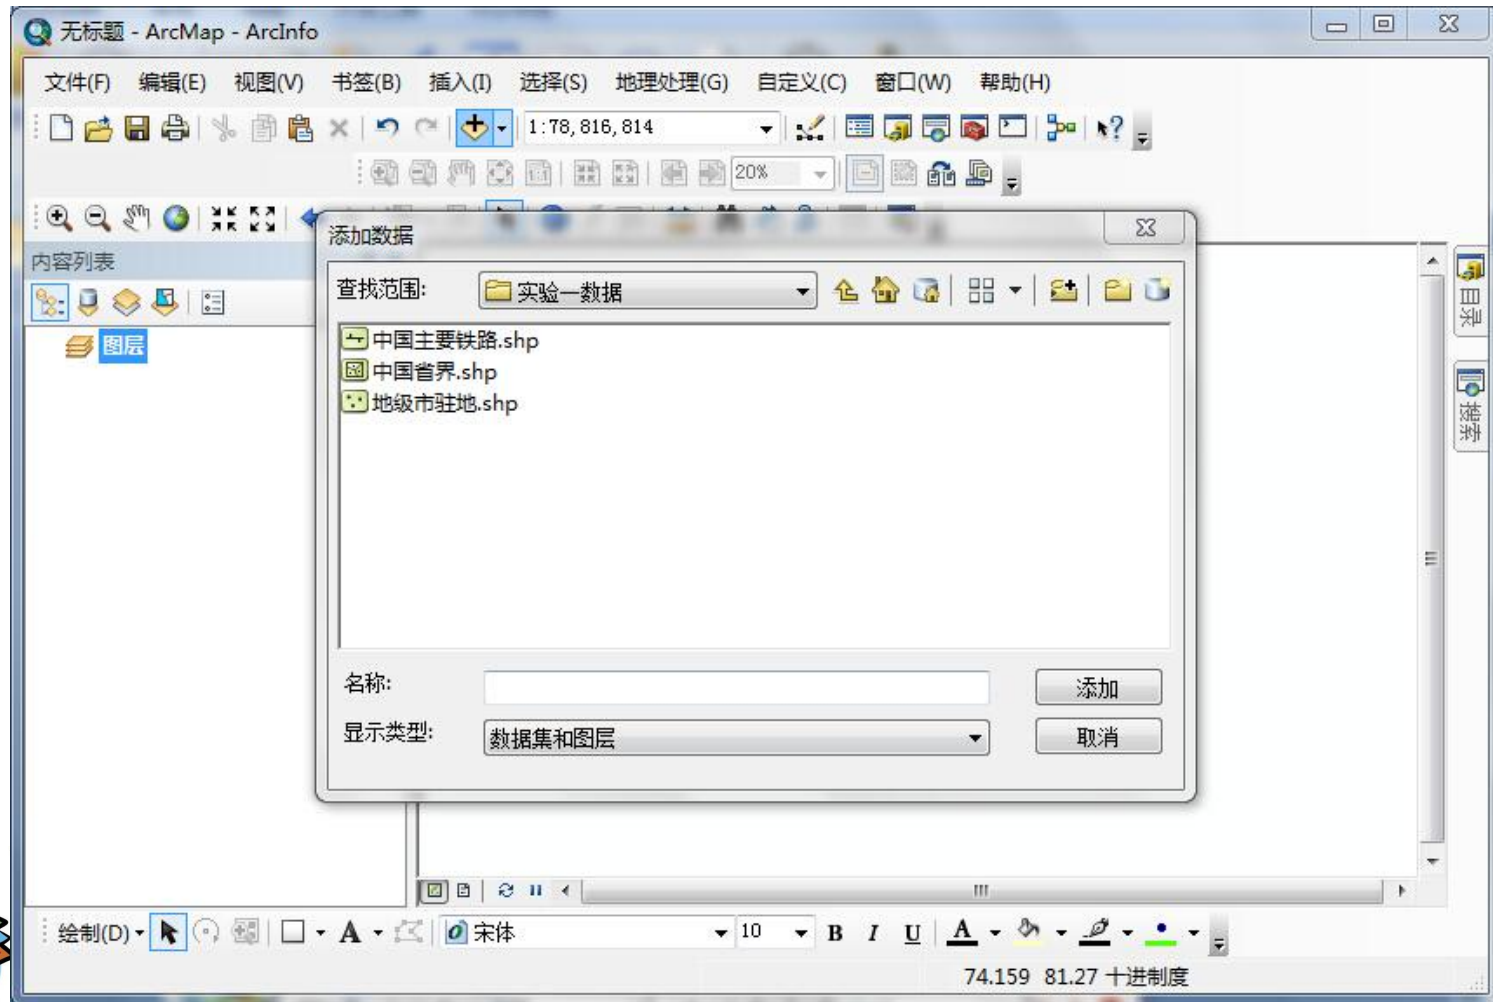 无标题 - ArcMap - ArcInfo
文件(F) 编辑(E) 视图(V) 书签(B) 插入(I) 选择(S) 地理处理(G) 自定义(C) 窗口(W) 帮助(H)
1:78,816,814
20%
添加数据
内容列表
查找范围: 实验一数据
目录
图层
中国主要铁路.shp
中国省界.shp
地级市驻地.shp
搜索
名称:
添加
显示类型: 数据集和图层
取消
绘制(D) A 宋体 10 B I U A
74.159 81.27 十进制度